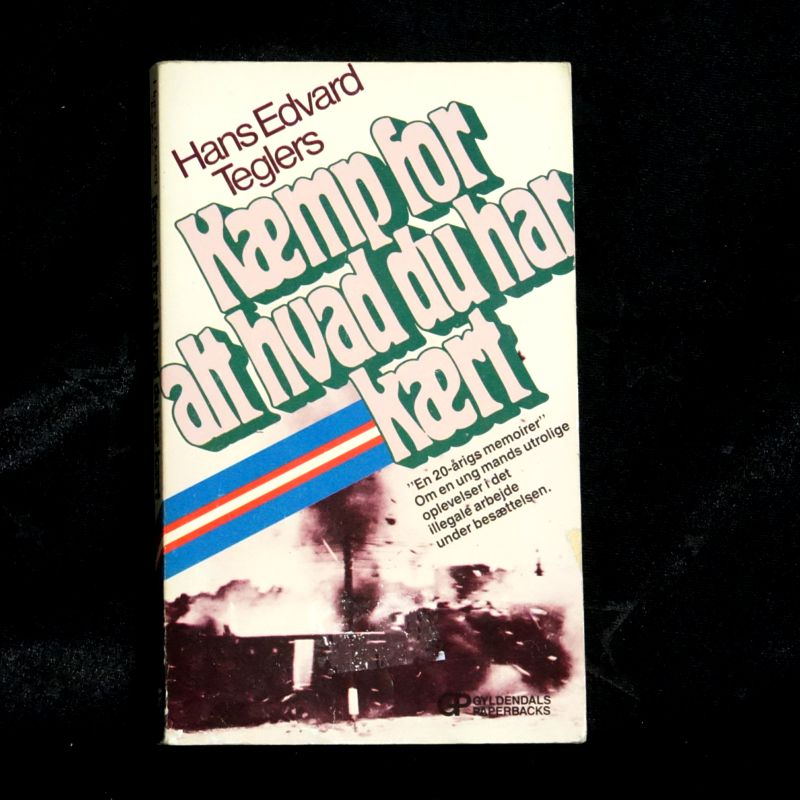 Hans Edvard
Teglers
Kæmp for
alt hvad du har
kært
"En 20-årigs memoirer"
Om en ung mands utrolige
oplevelser i det
illegale arbejde
under besættelsen.
GP GYLDENDALS
PAPERBACKS